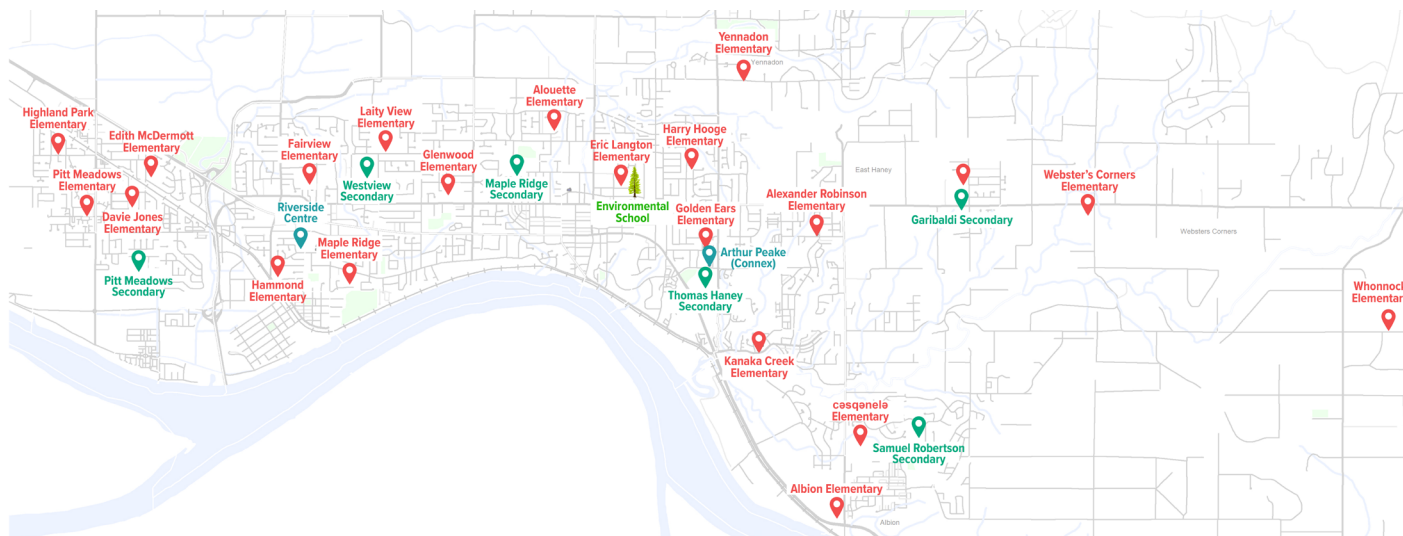 Yennadon
Elementary
Yennadon
Alouette
Elementary
Highland Park
Elementary
Laity View
Elementary
Edith McDermott
Elementary
Harry Hooge
Elementary
Fairview
Elementary
Eric Langton
Elementary
Glenwood
Elementary
East Haney
Webster's Corners
Elementary
Pitt Meadows
Elementary
Westview
Secondary
Maple Ridge
Secondary
Alexander Robinson
Elementary
Riverside
Centre
Environmental
School
Golden Ears
Elementary
Davie Jones
Elementary
Garibaldi Secondary
Websters Corners
Maple Ridge
Elementary
Arthur Peake
(Connex)
Pitt Meadows
Secondary
Hammond
Elementary
Thomas Haney
Secondary
Whonnock
Elementar
Kanaka Creek
Elementary
cəsqənelə
Elementary
Samuel Robertson
Secondary
Albion Elementary
Albion